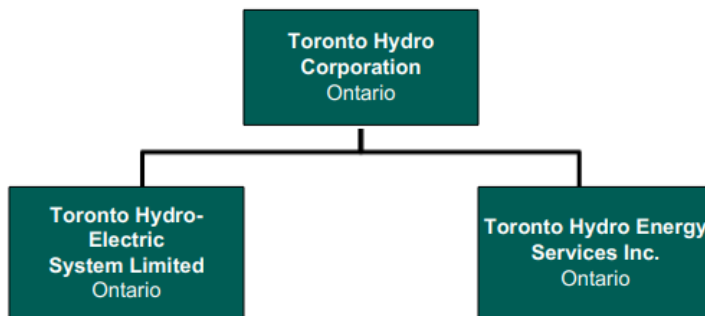 Toronto Hydro
Corporation
Ontario
Toronto Hydro-
Electric
System Limited
Ontario
Toronto Hydro Energy
Services Inc.
Ontario